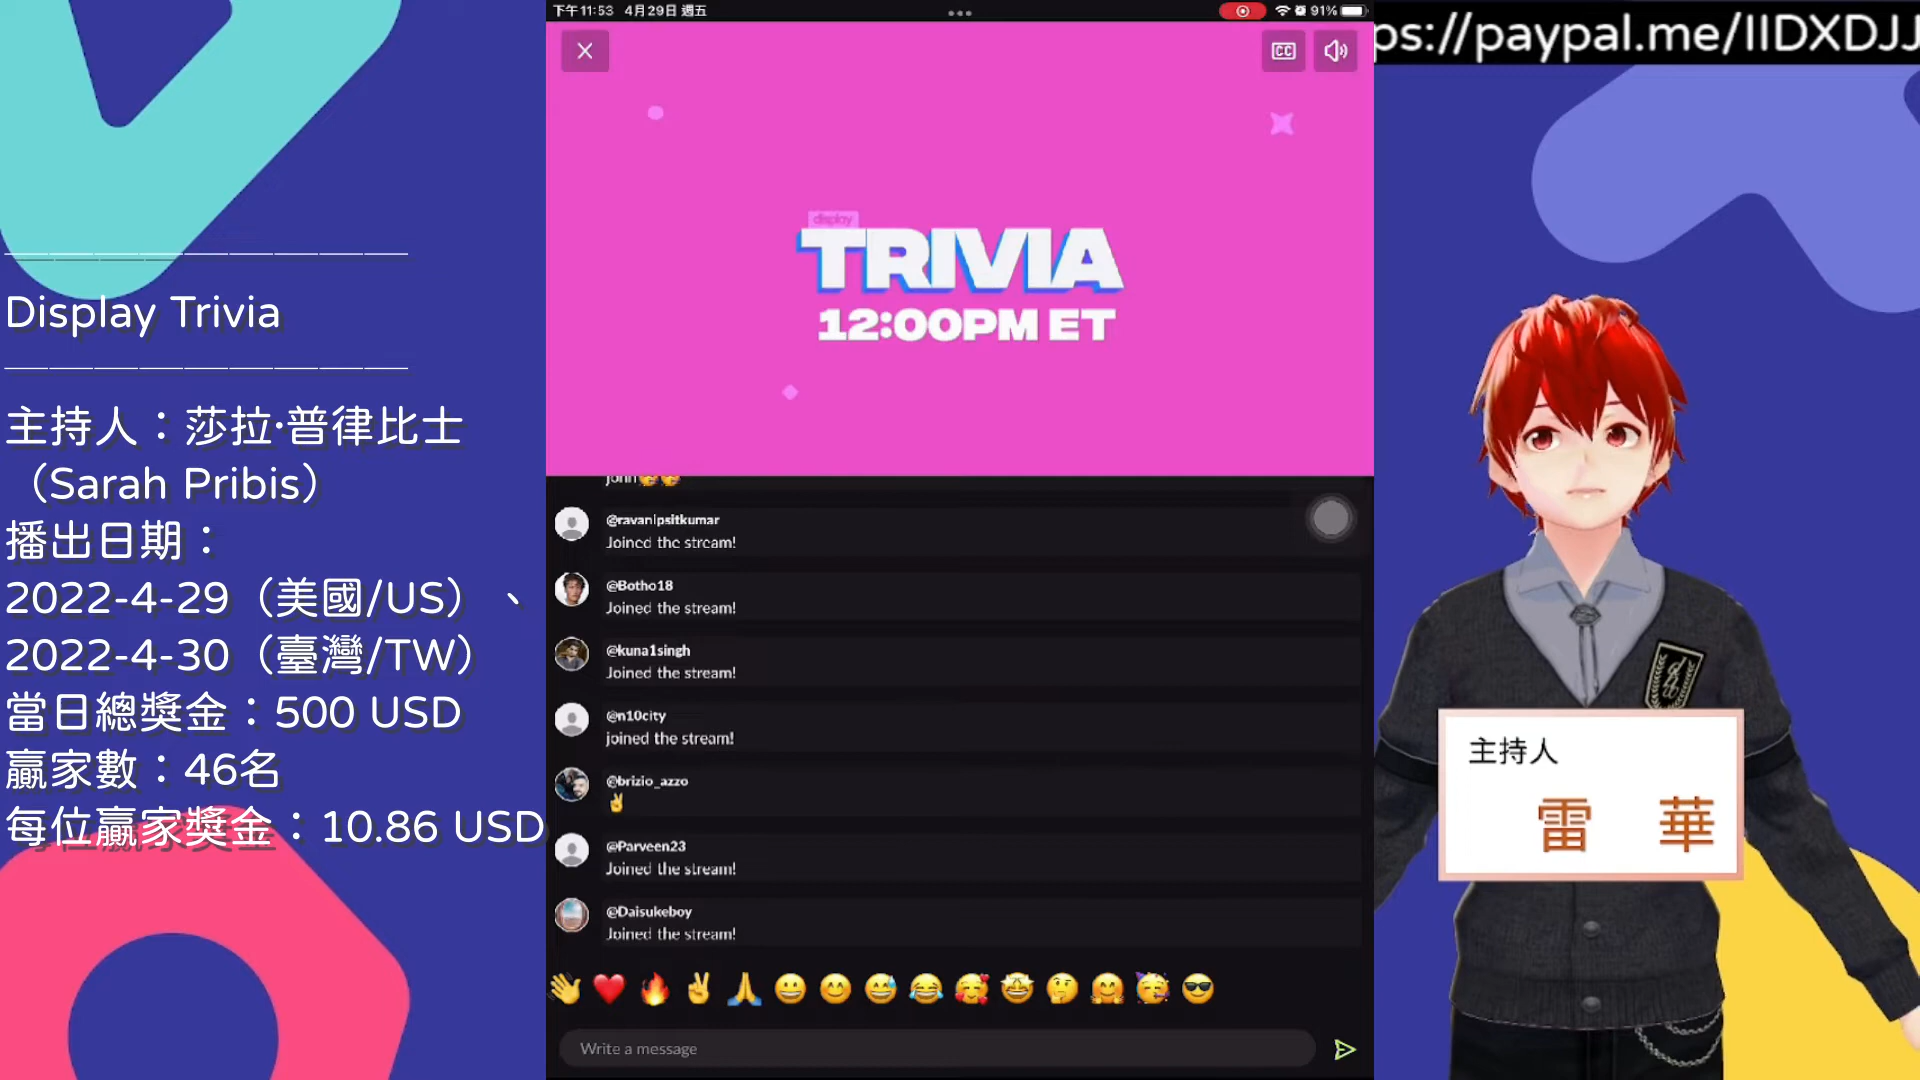 下午11:53 4月29日 週五
91%
ps://paypal.me/IIDXDJJ
CC
display
TRIVIA
12:00PM ET
Display Trivia
主持人：莎拉·普律比士
（Sarah Pribis）
播出日期：
2022-4-29（美國/US）、
2022-4-30（臺灣/TW）
當日總獎金：500 USD
贏家數：46名
每位贏家獎金：10.86 USD
john
@ravanipsitkumar
Joined the stream!
@Botho18
Joined the stream!
@kuna1singh
Joined the stream!
@n10city
joined the stream!
@brizio_azzo
✌
@Parveen23
Joined the stream!
@Daisukeboy
Joined the stream!
Write a message
主持人
雷 華